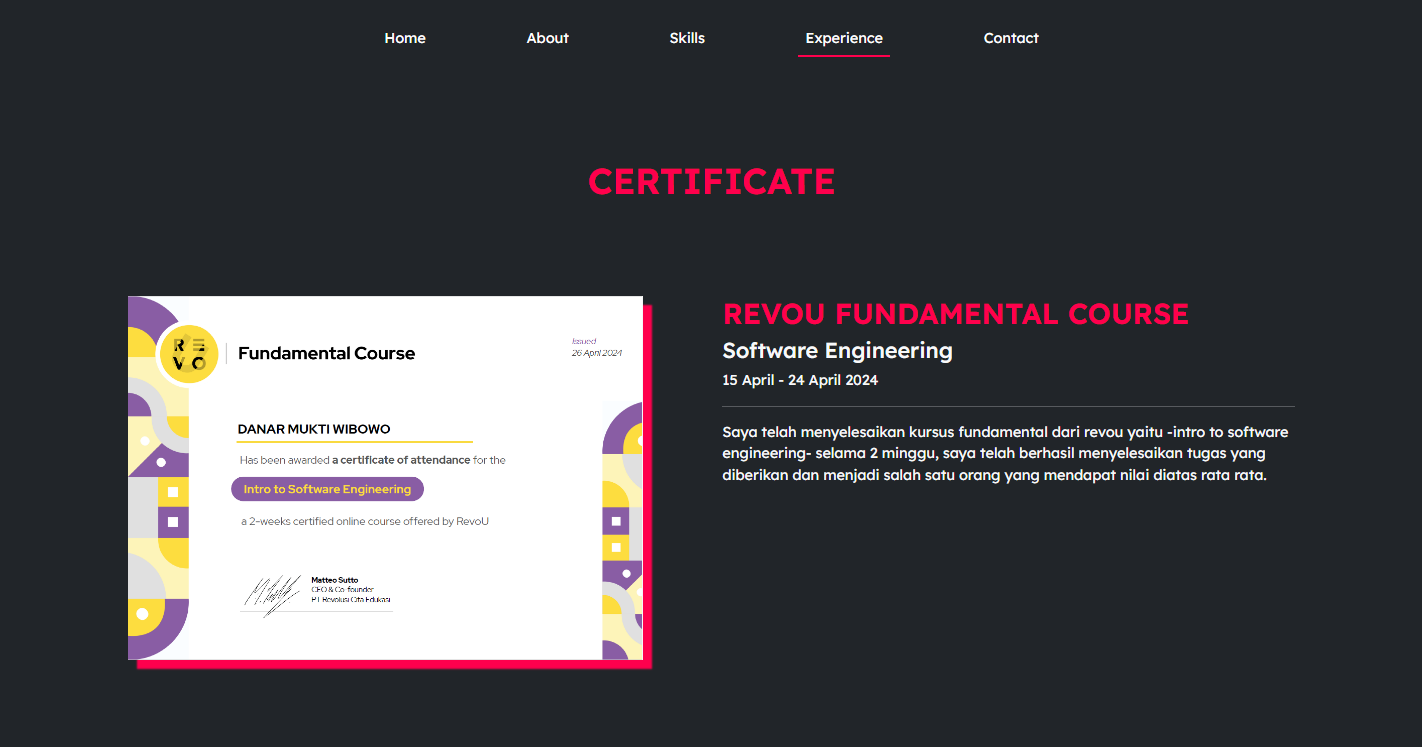 Home About Skills Experience Contact
CERTIFICATE
REVO
Fundamental Course
Issued
26 April 2024
DANAR MUKTI WIBOWO
Has been awarded a certificate of attendance for the
Intro to Software Engineering
a 2-weeks certified online course offered by RevoU
Matteo Sutto
CEO & Co-founder
PT Revolusi Cita Edukasi
REVOU FUNDAMENTAL COURSE
Software Engineering
15 April - 24 April 2024
Saya telah menyelesaikan kursus fundamental dari revou yaitu -intro to software
engineering- selama 2 minggu, saya telah berhasil menyelesaikan tugas yang
diberikan dan menjadi salah satu orang yang mendapat nilai diatas rata rata.